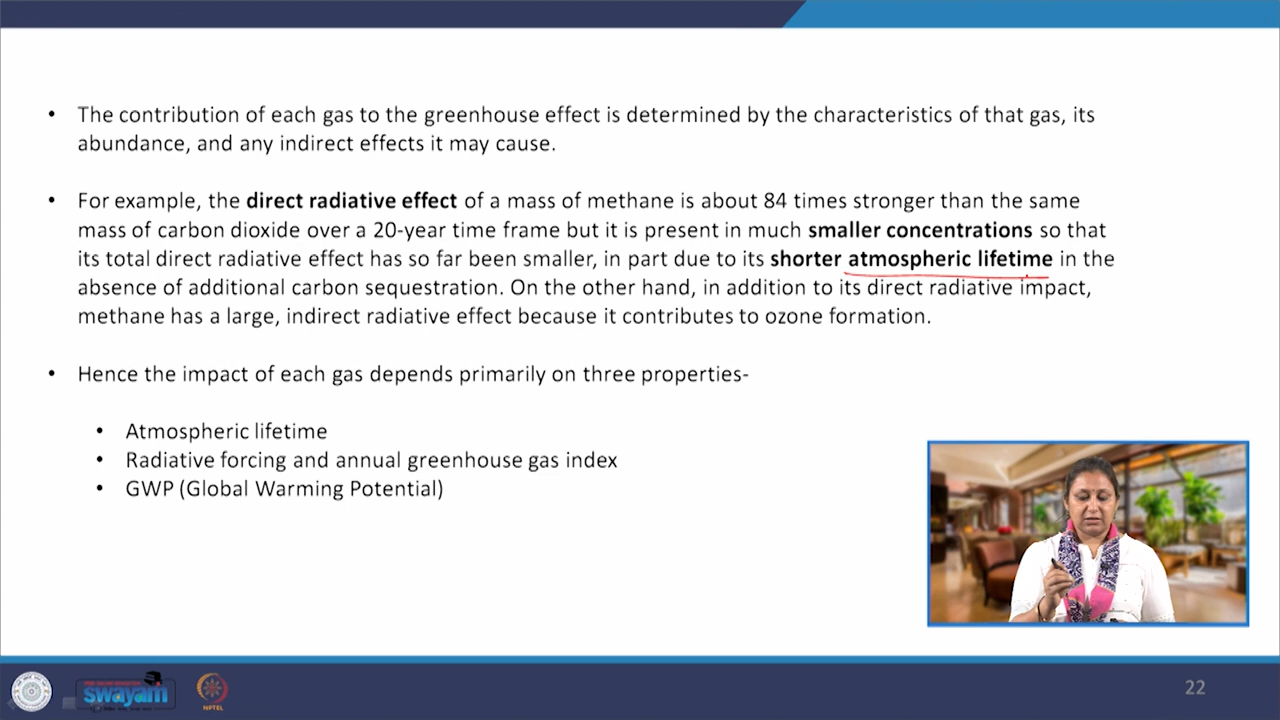 • The contribution of each gas to the greenhouse effect is determined by the characteristics of that gas, its
abundance, and any indirect effects it may cause.
• For example, the direct radiative effect of a mass of methane is about 84 times stronger than the same
mass of carbon dioxide over a 20-year time frame but it is present in much smaller concentrations so that
its total direct radiative effect has so far been smaller, in part due to its shorter atmospheric lifetime in the
absence of additional carbon sequestration. On the other hand, in addition to its direct radiative impact,
methane has a large, indirect radiative effect because it contributes to ozone formation.
• Hence the impact of each gas depends primarily on three properties-
• Atmospheric lifetime
• Radiative forcing and annual greenhouse gas index
• GWP (Global Warming Potential)
swayam
NPTEL
22